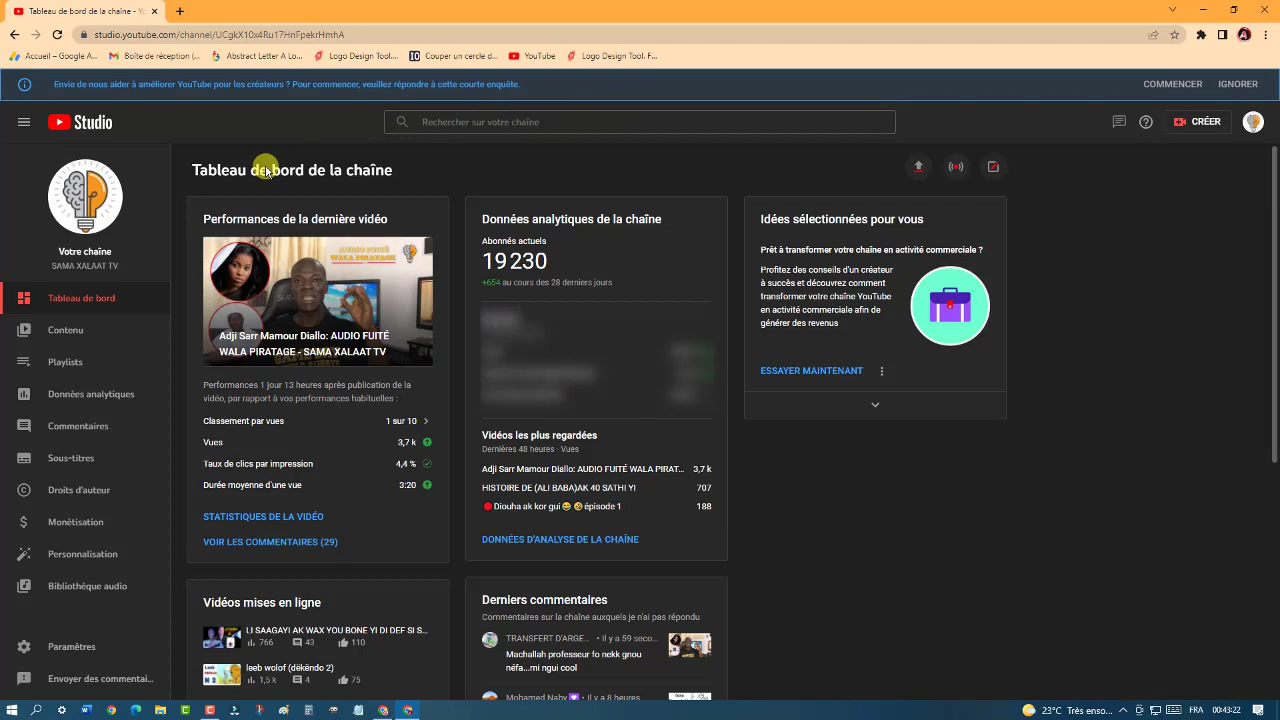 Tableau de bord de la chaîne - Yo
studio.youtube.com/channel/UCgkX10x4Ru17HnFpekrHmhA
Accueil – Google A...
Boîte de réception (...
Abstract Letter A Lo...
Logo Design Tool...
Couper un cercle d...
YouTube
Logo Design Tool. F...
Envie de nous aider à améliorer YouTube pour les créateurs ? Pour commencer, veuillez répondre à cette courte enquête.
COMMENCER
IGNORER
Studio
Rechercher sur votre chaîne
CRÉER
Votre chaîne
SAMA XALAAT TV
Tableau de bord
Contenu
Playlists
Données analytiques
Commentaires
Sous-titres
Droits d'auteur
Monétisation
Personnalisation
Bibliothèque audio
Paramètres
Envoyer des commentai...
Tableau de bord de la chaîne
Performances de la dernière vidéo
AUDIO FUITÉ
WALA PIRATAGE
Adji Sarr Mamour Diallo: AUDIO FUITÉ
WALA PIRATAGE - SAMA XALAAT TV
Performances 1 jour 13 heures après publication de la
vidéo, par rapport à vos performances habituelles :
Classement par vues 1 sur 10
Vues 3,7 k
Taux de clics par impression 4,4 %
Durée moyenne d'une vue 3:20
STATISTIQUES DE LA VIDÉO
VOIR LES COMMENTAIRES (29)
Vidéos mises en ligne
LI SAAGAYI AK WAX YOU BONE YI DI DEF SI S...
766 43 110
leeb wolof (dëkëndo 2)
1,5 k 4 75
Données analytiques de la chaîne
Abonnés actuels
19 230
+654 au cours des 28 derniers jours
Vidéos les plus regardées
Dernières 48 heures · Vues
Adji Sarr Mamour Diallo: AUDIO FUITÉ WALA PIRAT... 3,7 k
HISTOIRE DE (ALI BABA)AK 40 SATHI YI 707
🔴Diouha ak kor gui😂 🤣épisode 1 188
DONNÉES D'ANALYSE DE LA CHAÎNE
Derniers commentaires
Commentaires sur la chaîne auxquels je n'ai pas répondu
TRANSFERT D'ARGE... • Il y a 59 seco...
Machallah professeur fo nekk gnou
néfa...mi ngui cool
Mohamed Naby💜 • Il y a 8 heures
Idées sélectionnées pour vous
Prêt à transformer votre chaîne en activité commerciale ?
Profitez des conseils d'un créateur
à succès et découvrez comment
transformer votre chaîne YouTube
en activité commerciale afin de
générer des revenus
ESSAYER MAINTENANT
23°C Très enso...
FR
00:43:22